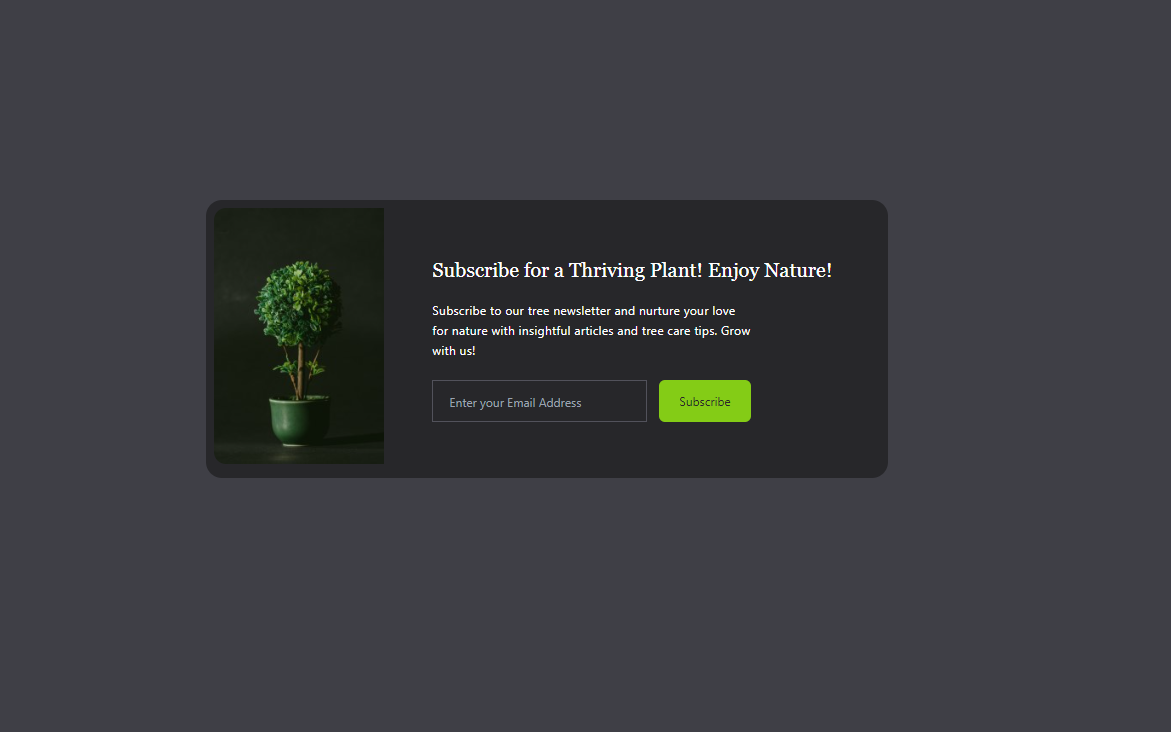 Subscribe for a Thriving Plant! Enjoy Nature!
Subscribe to our tree newsletter and nurture your love
for nature with insightful articles and tree care tips. Grow
with us!
Enter your Email Address
Subscribe